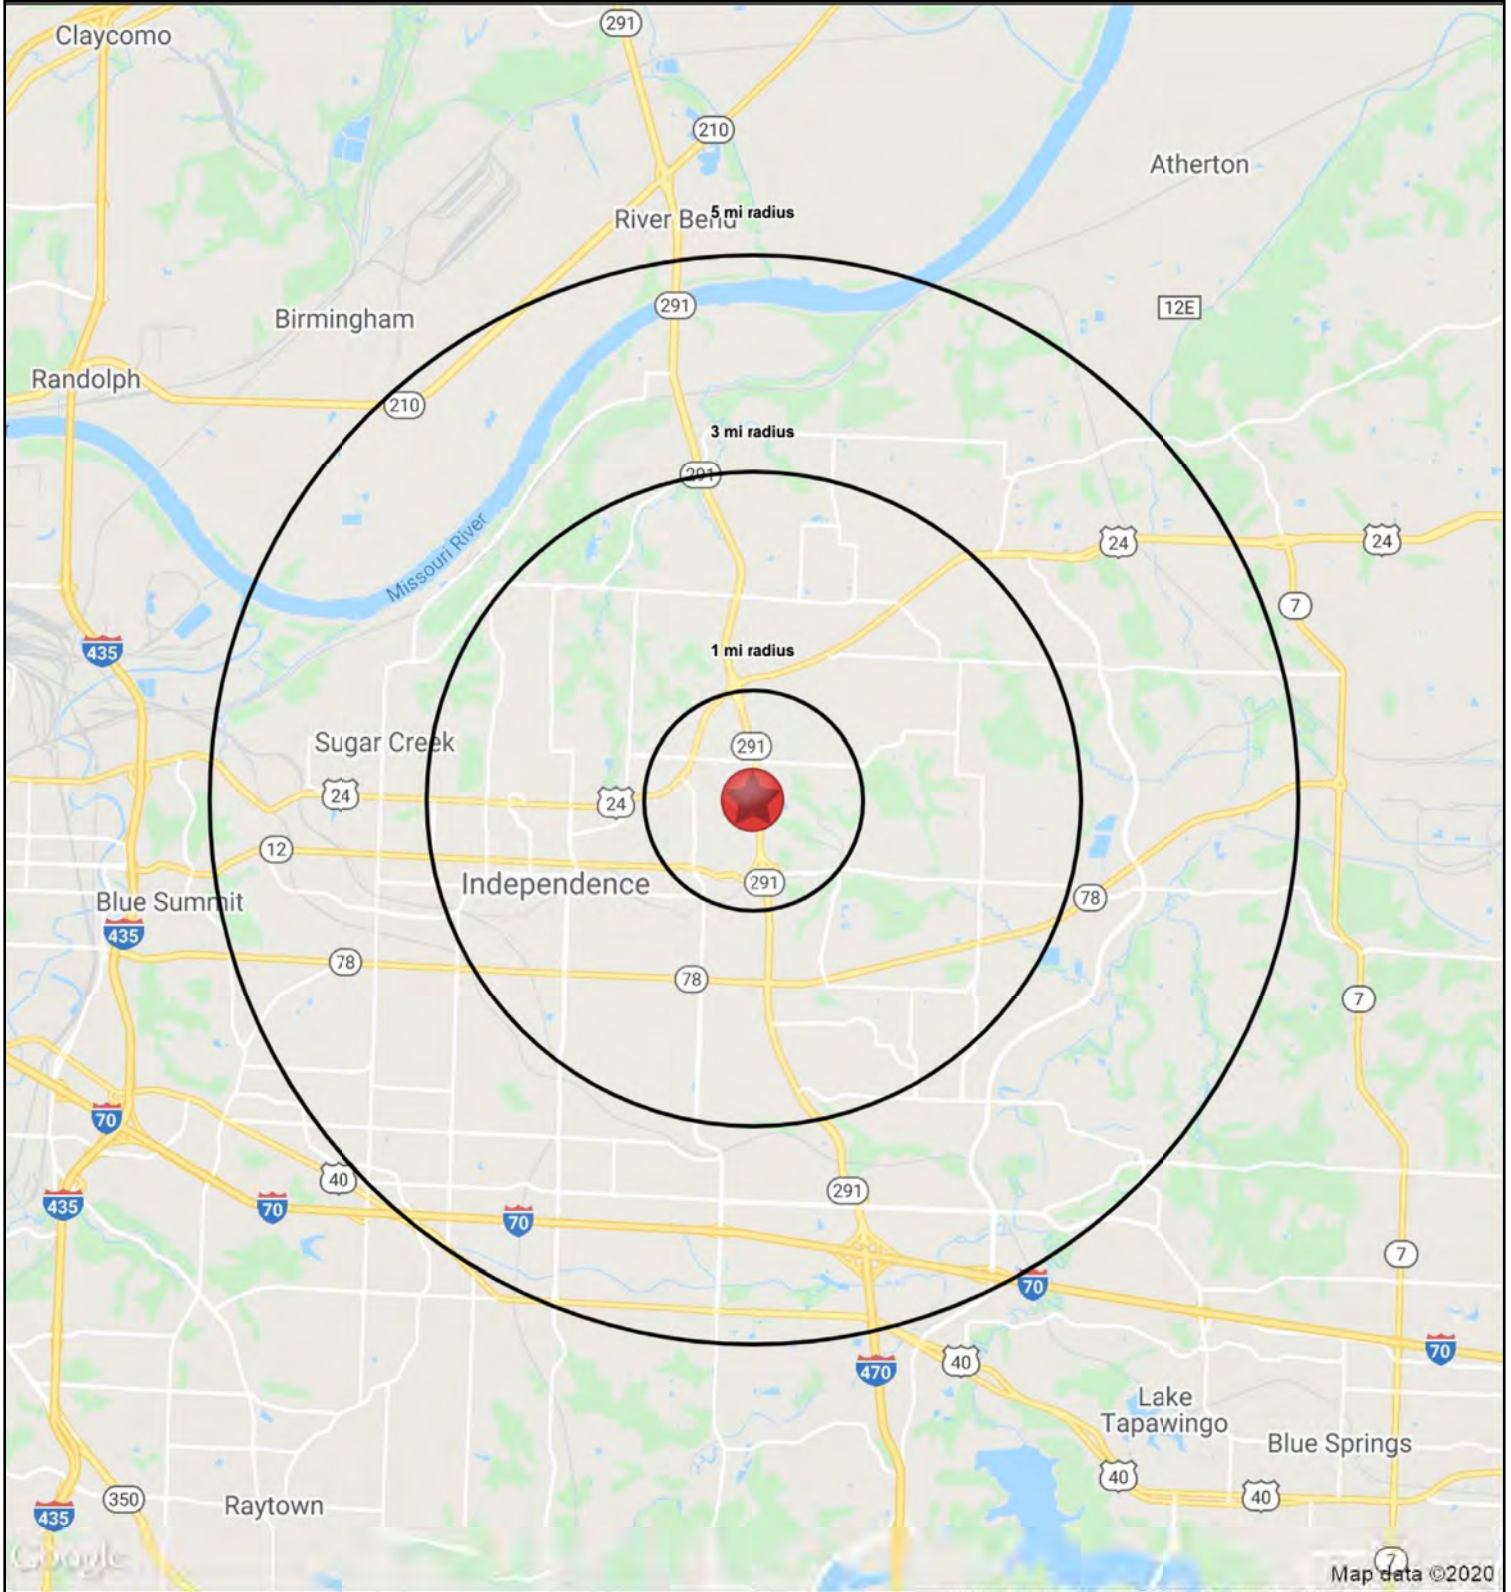 Claycomo
291
210
Atherton
5 mi radius
River Bend
291
12E
Birmingham
Randolph
210
3 mi radius
291
24
24
Missouri River
7
435
1 mi radius
Sugar Creek
291
24
24
12
Independence
291
Blue Summit
78
435
78
78
7
70
40
291
435
70
70
7
70
70
40
470
Lake
Tapawingo
Blue Springs
40
40
350
Raytown
435
Google
7
Map data ©2020